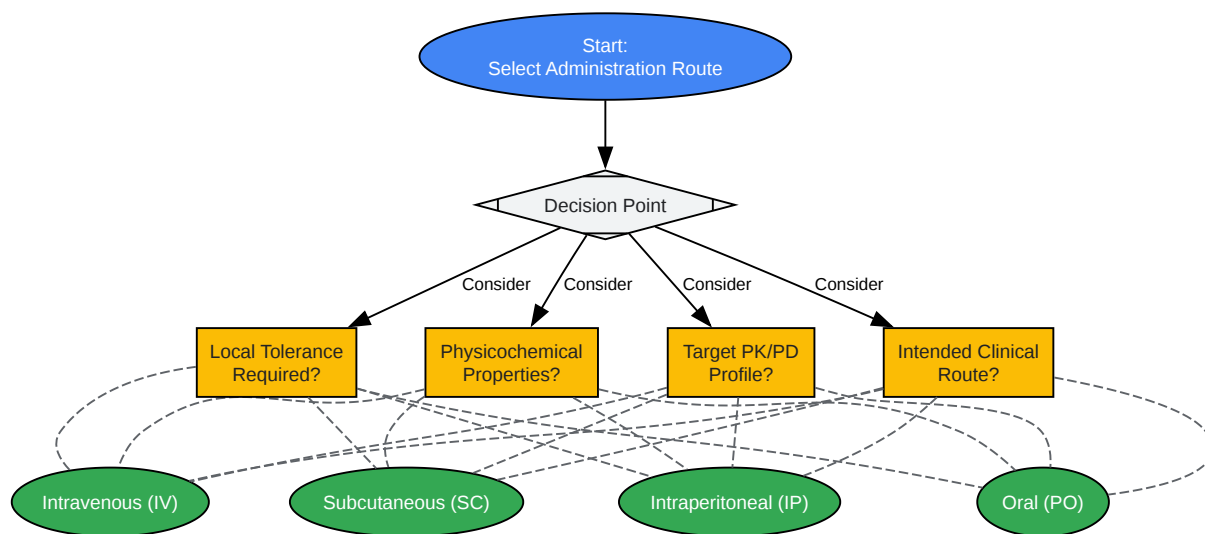 Start:
Select Administration Route
Decision Point
Consider
Consider
Consider
Consider
Local Tolerance
Required?
Physicochemical
Properties?
Target PK/PD
Profile?
Intended Clinical
Route?
Intravenous (IV)
Subcutaneous (SC)
Intraperitoneal (IP)
Oral (PO)